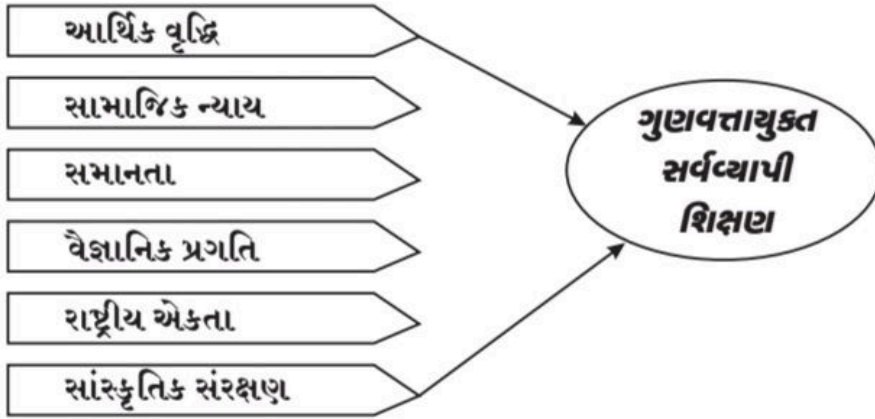 આર્થિક વૃદ્ધિ
સામાજિક ન્યાય
સમાનતા
વૈજ્ઞાનિક પ્રગતિ
રાષ્ટ્રીય એકતા
સાંસ્કૃતિક સંરક્ષણ
ગુણવત્તાયુક્ત
સર્વવ્યાપી
શિક્ષણ